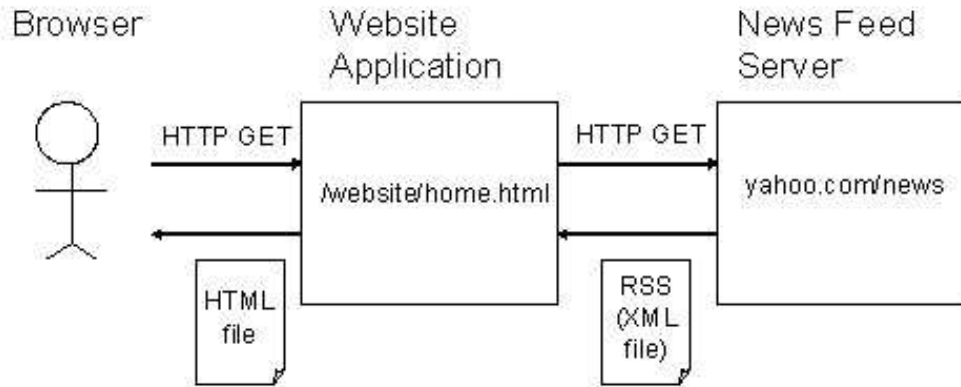 Browser
Website
Application
News Feed
Server
HTTP GET
HTTP GET
/website/home.html
yahoo.com/news
HTML
file
RSS
(XML
file)